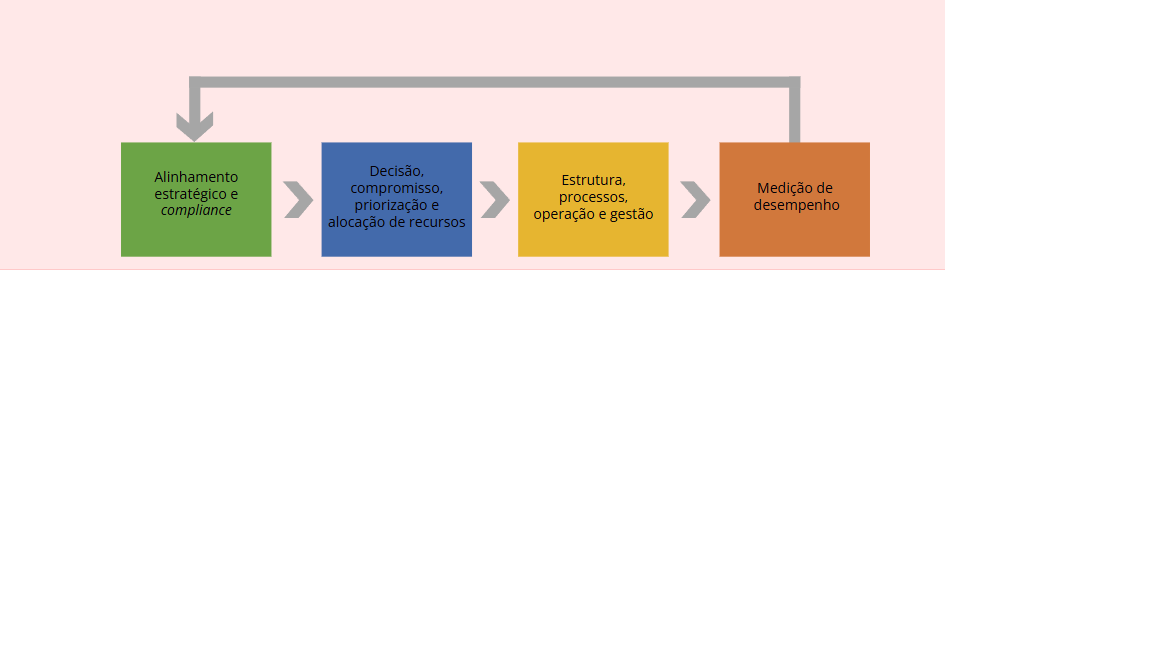 Alinhamento
estratégico e
compliance
Decisão,
compromisso,
priorização e
alocação de recursos
Estrutura,
processos,
operação e gestão
Medição de
desempenho